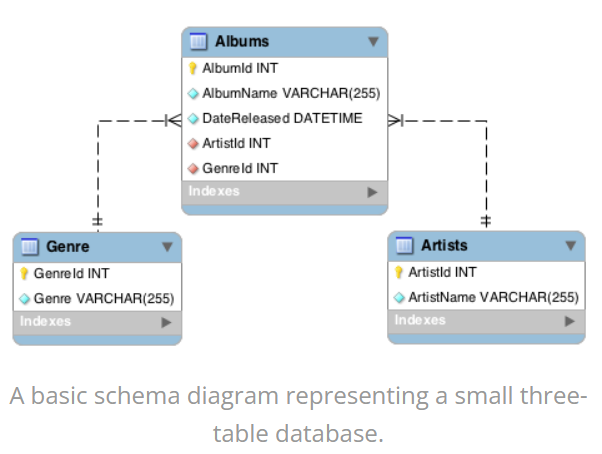 Albums
AlbumId INT
AlbumName VARCHAR(255)
DateReleased DATETIME
ArtistId INT
GenreId INT
Indexes
Genre
GenreId INT
Genre VARCHAR(255)
Indexes
Artists
ArtistId INT
ArtistName VARCHAR(255)
Indexes
A basic schema diagram representing a small three-
table database.